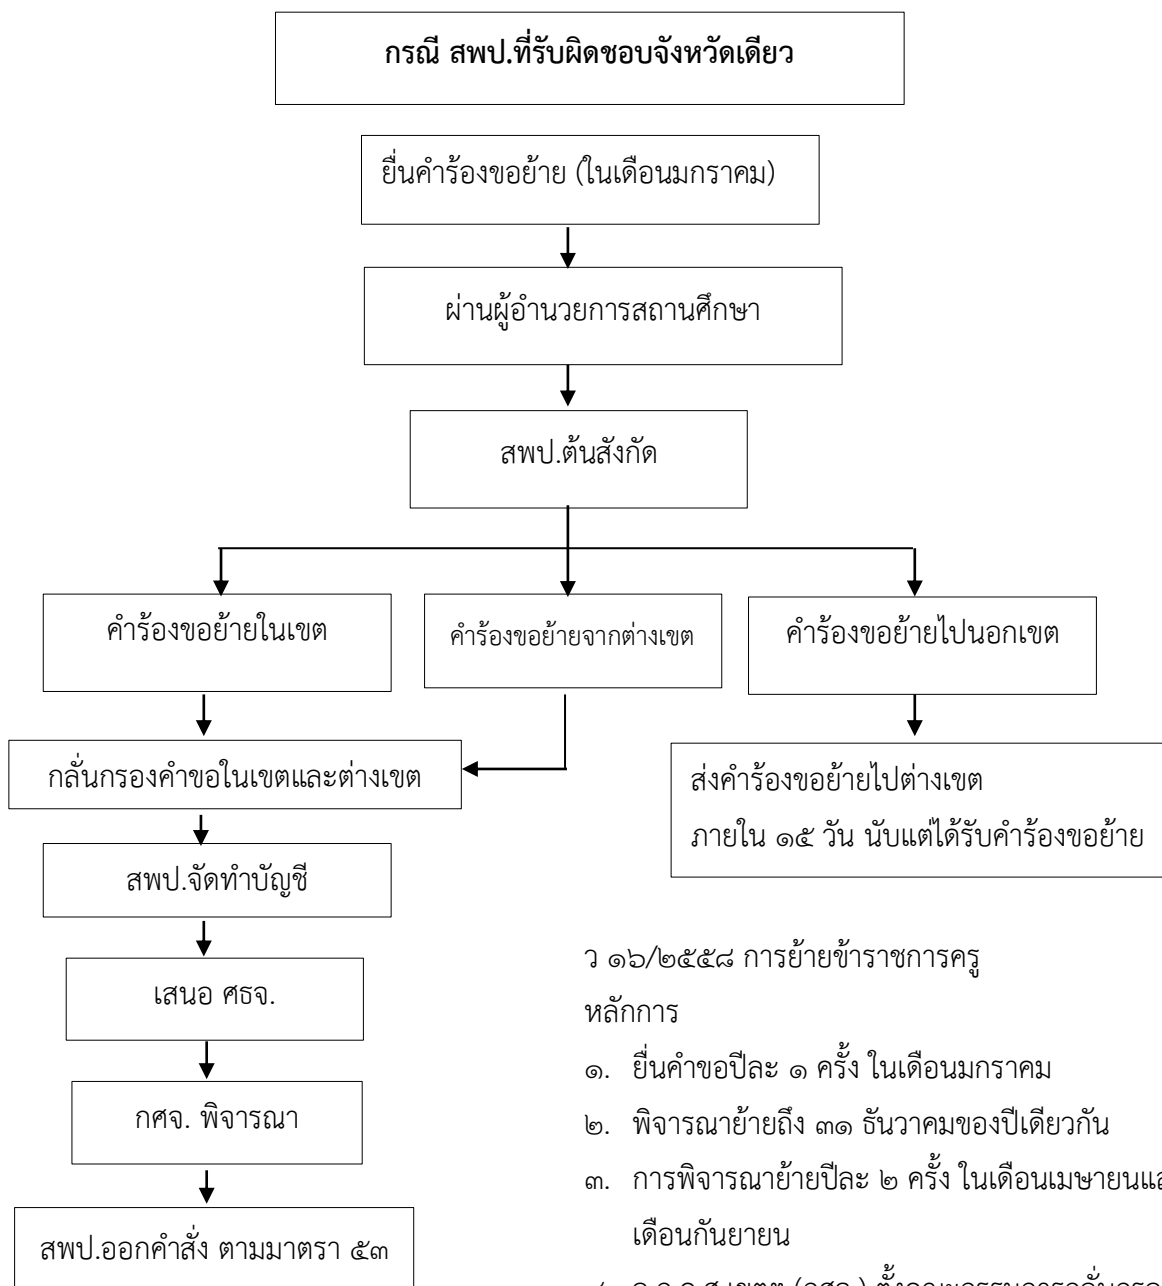 กรณี สพป.ที่รับผิดชอบจังหวัดเดียว
ยื่นคำร้องขอย้าย (ในเดือนมกราคม)
ผ่านผู้อำนวยการสถานศึกษา
สพป.ต้นสังกัด
คำร้องขอย้ายในเขต
คำร้องขอย้ายจากต่างเขต
คำร้องขอย้ายไปนอกเขต
กลั่นกรองคำขอในเขตและต่างเขต
ส่งคำร้องขอย้ายไปต่างเขต
ภายใน ๑๕ วัน นับแต่ได้รับคำร้องขอย้าย
สพป.จัดทำบัญชี
เสนอ ศธจ.
กศจ. พิจารณา
สพป.ออกคำสั่ง ตามมาตรา ๕๓
ว ๑๖/๒๕๕๘ การย้ายข้าราชการครู
หลักการ
๑. ยื่นคำขอปีละ ๑ ครั้ง ในเดือนมกราคม
๒. พิจารณาย้ายถึง ๓๑ ธันวาคมของปีเดียวกัน
๓. การพิจารณาย้ายปีละ ๒ ครั้ง ในเดือนเมษายน
เดือนกันยายน